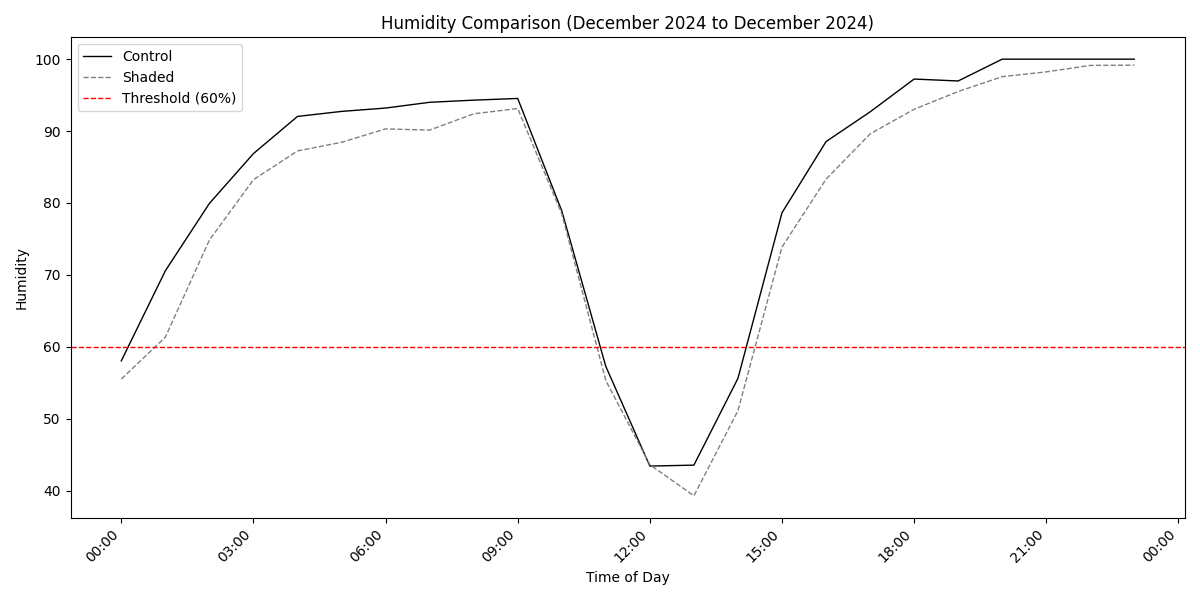 Humidity Comparison (December 2024 to December 2024)
Control
Shaded
Threshold (60%)
Humidity
100
90
80
70
60
50
40
00:00
03:00
06:00
09:00
12:00
15:00
18:00
21:00
00:00
Time of Day